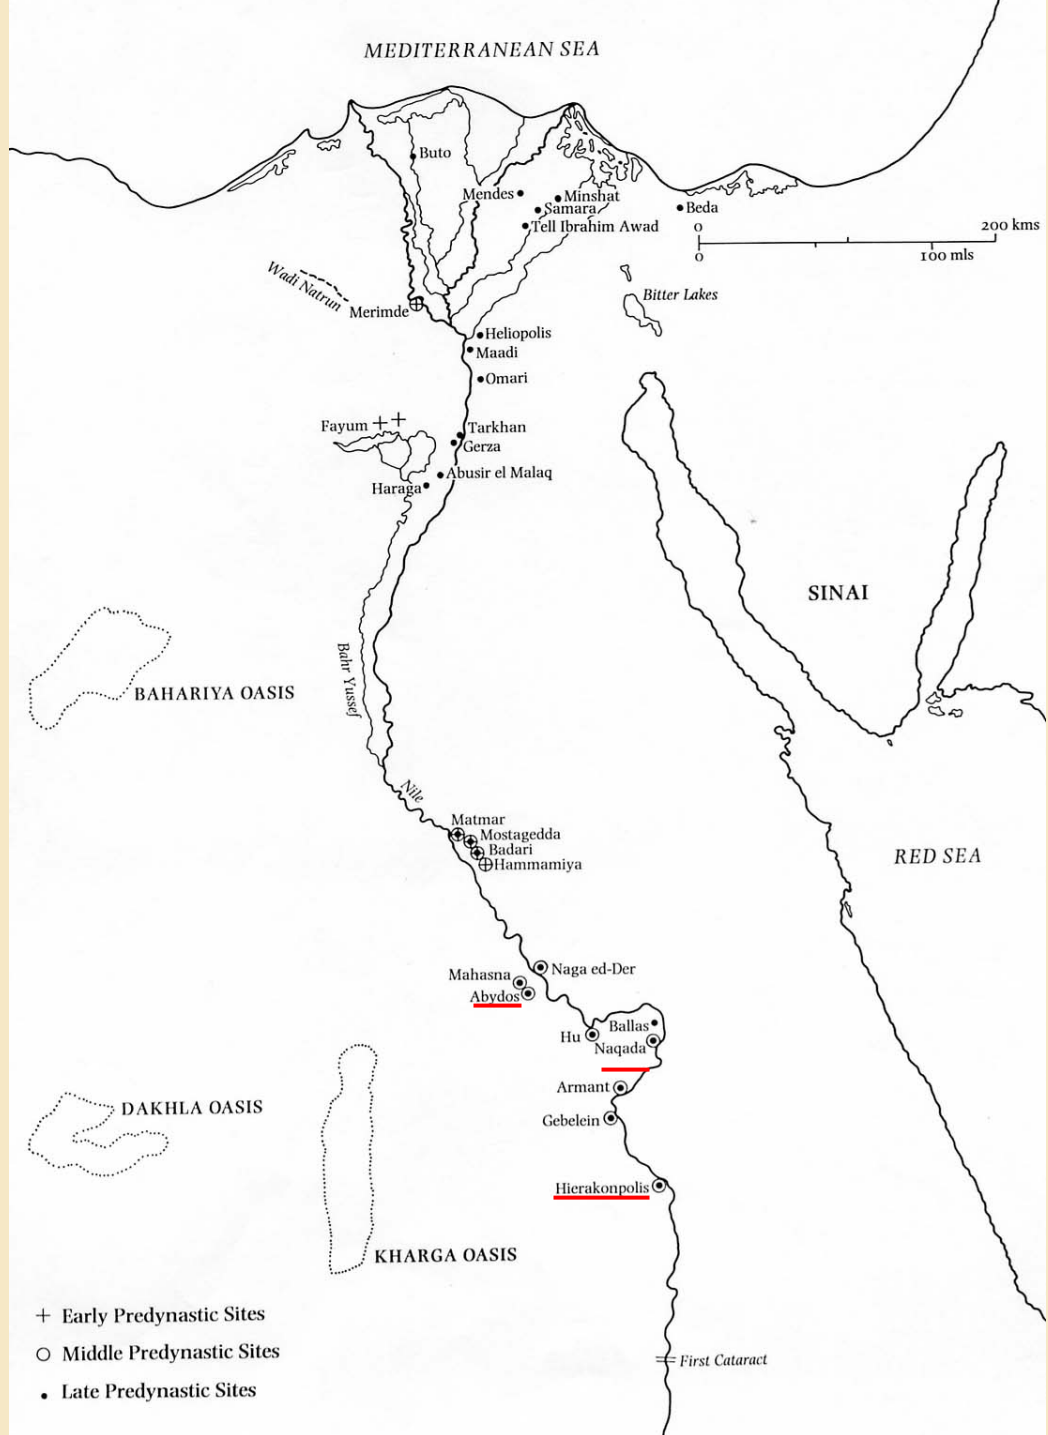 MEDITERRANEAN SEA
Buto
Mendes
Minshat
Samara
Beda
Tell Ibrahim Awad
0
200 kms
0
100 mls
Wadi Natrun
Bitter Lakes
Merimde
Heliopolis
Maadi
Omari
Fayum
Tarkhan
Gerza
Abusir el Malaq
Haraga
SINAI
Bahr Yussef
BAHARIYA OASIS
Nile
Matmar
Mostagedda
Badari
Hammamiya
RED SEA
Naga ed-Der
Mahasna
Abydos
Ballas
Hu
Naqada
Armant
DAKHLA OASIS
Gebelein
Hierakonpolis
KHARGA OASIS
Early Predynastic Sites
Middle Predynastic Sites
First Cataract
Late Predynastic Sites